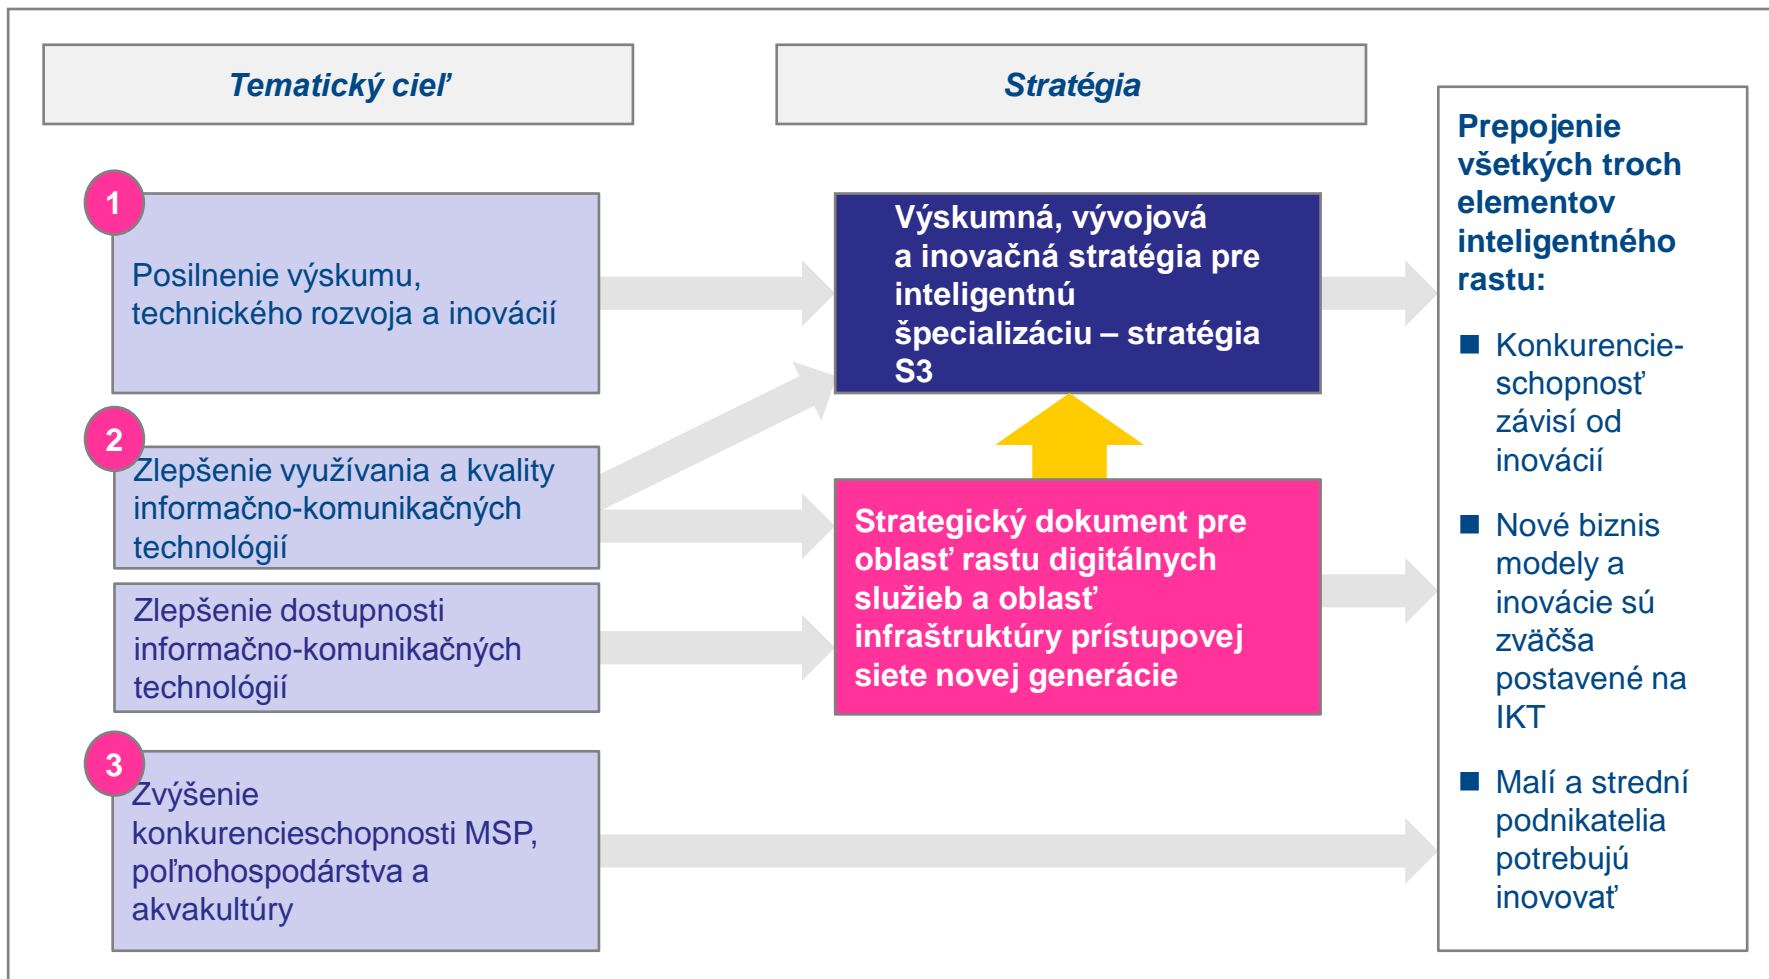 Tematický cieľ
Stratégia
1
Posilnenie výskumu,
technického rozvoja a inovácií
2
Zlepšenie využívania a kvality
informačno-komunikačných
technológií
Zlepšenie dostupnosti
informačno-komunikačných
technológií
3
Zvýšenie
konkurencieschopnosti MSP,
poľnohospodárstva a
akvakultúry
Výskumná, vývojová
a inovačná stratégia pre
inteligentnú
špecializáciu – stratégia
S3
Strategický dokument pre
oblasť rastu digitálnych
služieb a oblasť
infraštruktúry prístupovej
siete novej generácie
Prepojenie
všetkých troch
elementov
inteligentného
rastu:
Konkurencie-
schopnosť
závisí od
inovácií
Nové biznis
modely a
inovácie sú
zväčša
postavené na
IKT
Malí a strední
podnikatelia
potrebujú
inovovať